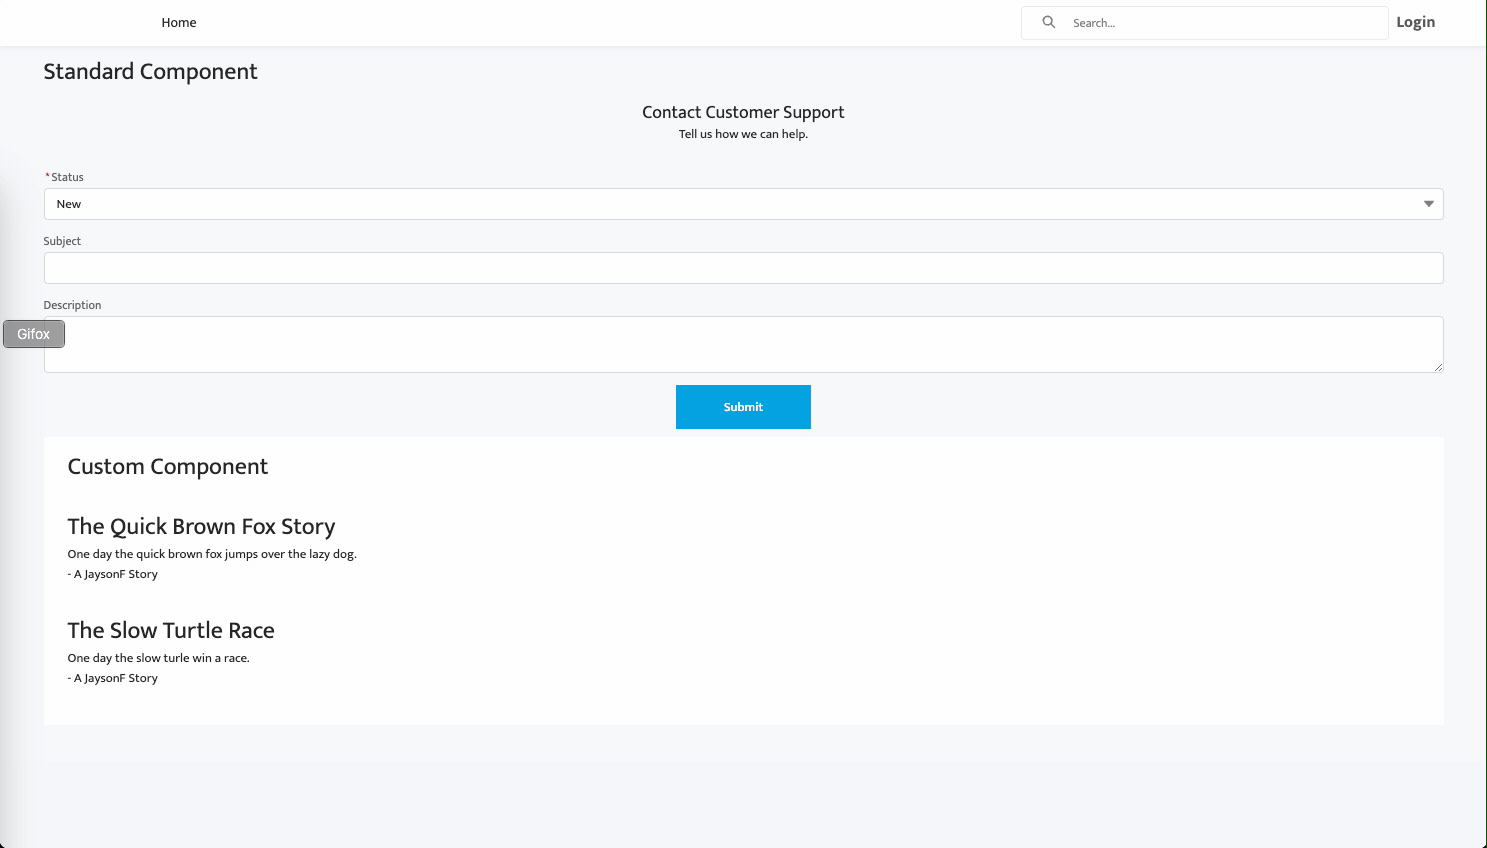 Home
Search...
Login
Standard Component
Contact Customer Support
Tell us how we can help.
* Status
New
Subject
Description
Gifox
Submit
Custom Component
The Quick Brown Fox Story
One day the quick brown fox jumps over the lazy dog.
- A JaysonF Story
The Slow Turtle Race
One day the slow turle win a race.
- A JaysonF Story